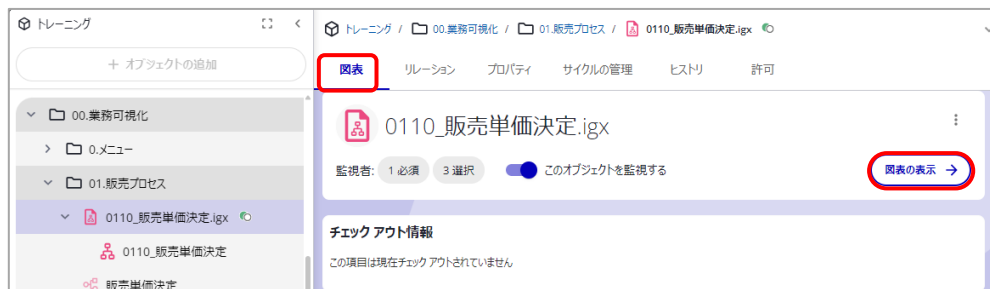 トレーニング
+ オブジェクトの追加
00.業務可視化
0.メニュー
01.販売プロセス
0110_販売単価決定.igx
0110_販売単価決定
販売単価決定
トレーニング / 00.業務可視化 / 01.販売プロセス / 0110_販売単価決定.igx
図表 リレーション プロパティ サイクルの管理 ヒストリ 許可
0110_販売単価決定.igx
監視者: 1 必須 3 選択 このオブジェクトを監視する 図表の表示 →
チェック アウト情報
この項目は現在チェック アウトされていません